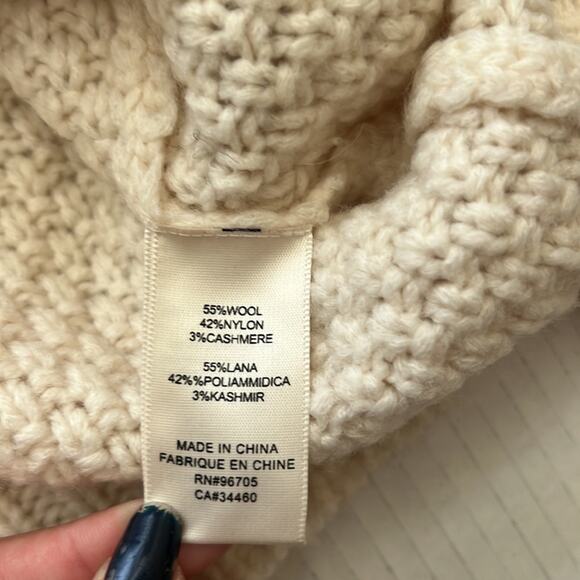 55%WOOL
42%NYLON
3%CASHMERE
55%LANA
42%%POLIAMMIDICA
3%KASHMIR
MADE IN CHINA
FABRIQUE EN CHINE
RN#96705
CA#34460